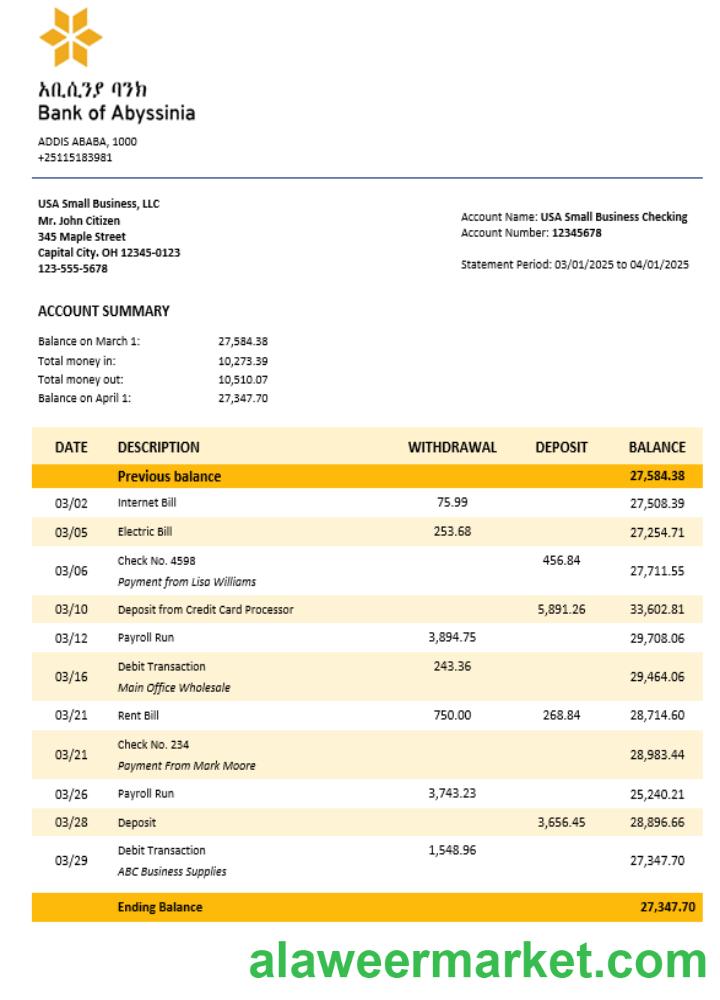 አቢሲንያ ባንክ
Bank of Abyssinia
ADDIS ABABA, 1000
+25115183981
USA Small Business, LLC
Mr. John Citizen
345 Maple Street
Capital City. OH 12345-0123
123-555-5678
Account Name: USA Small Business Checking
Account Number: 12345678
Statement Period: 03/01/2025 to 04/01/2025
ACCOUNT SUMMARY
Balance on March 1: 27,584.38
Total money in: 10,273.39
Total money out: 10,510.07
Balance on April 1: 27,347.70
DATE DESCRIPTION WITHDRAWAL DEPOSIT BALANCE
Previous balance 27,584.38
03/02 Internet Bill 75.99 27,508.39
03/05 Electric Bill 253.68 27,254.71
03/06 Check No. 4598 456.84 27,711.55
Payment from Lisa Williams
03/10 Deposit from Credit Card Processor 5,891.26 33,602.81
03/12 Payroll Run 3,894.75 29,708.06
03/16 Debit Transaction 243.36 29,464.06
Main Office Wholesale
03/21 Rent Bill 750.00 268.84 28,714.60
03/21 Check No. 234 28,983.44
Payment From Mark Moore
03/26 Payroll Run 3,743.23 25,240.21
03/28 Deposit 3,656.45 28,896.66
03/29 Debit Transaction 1,548.96 27,347.70
ABC Business Supplies
Ending Balance 27,347.70
alaweermarket.com